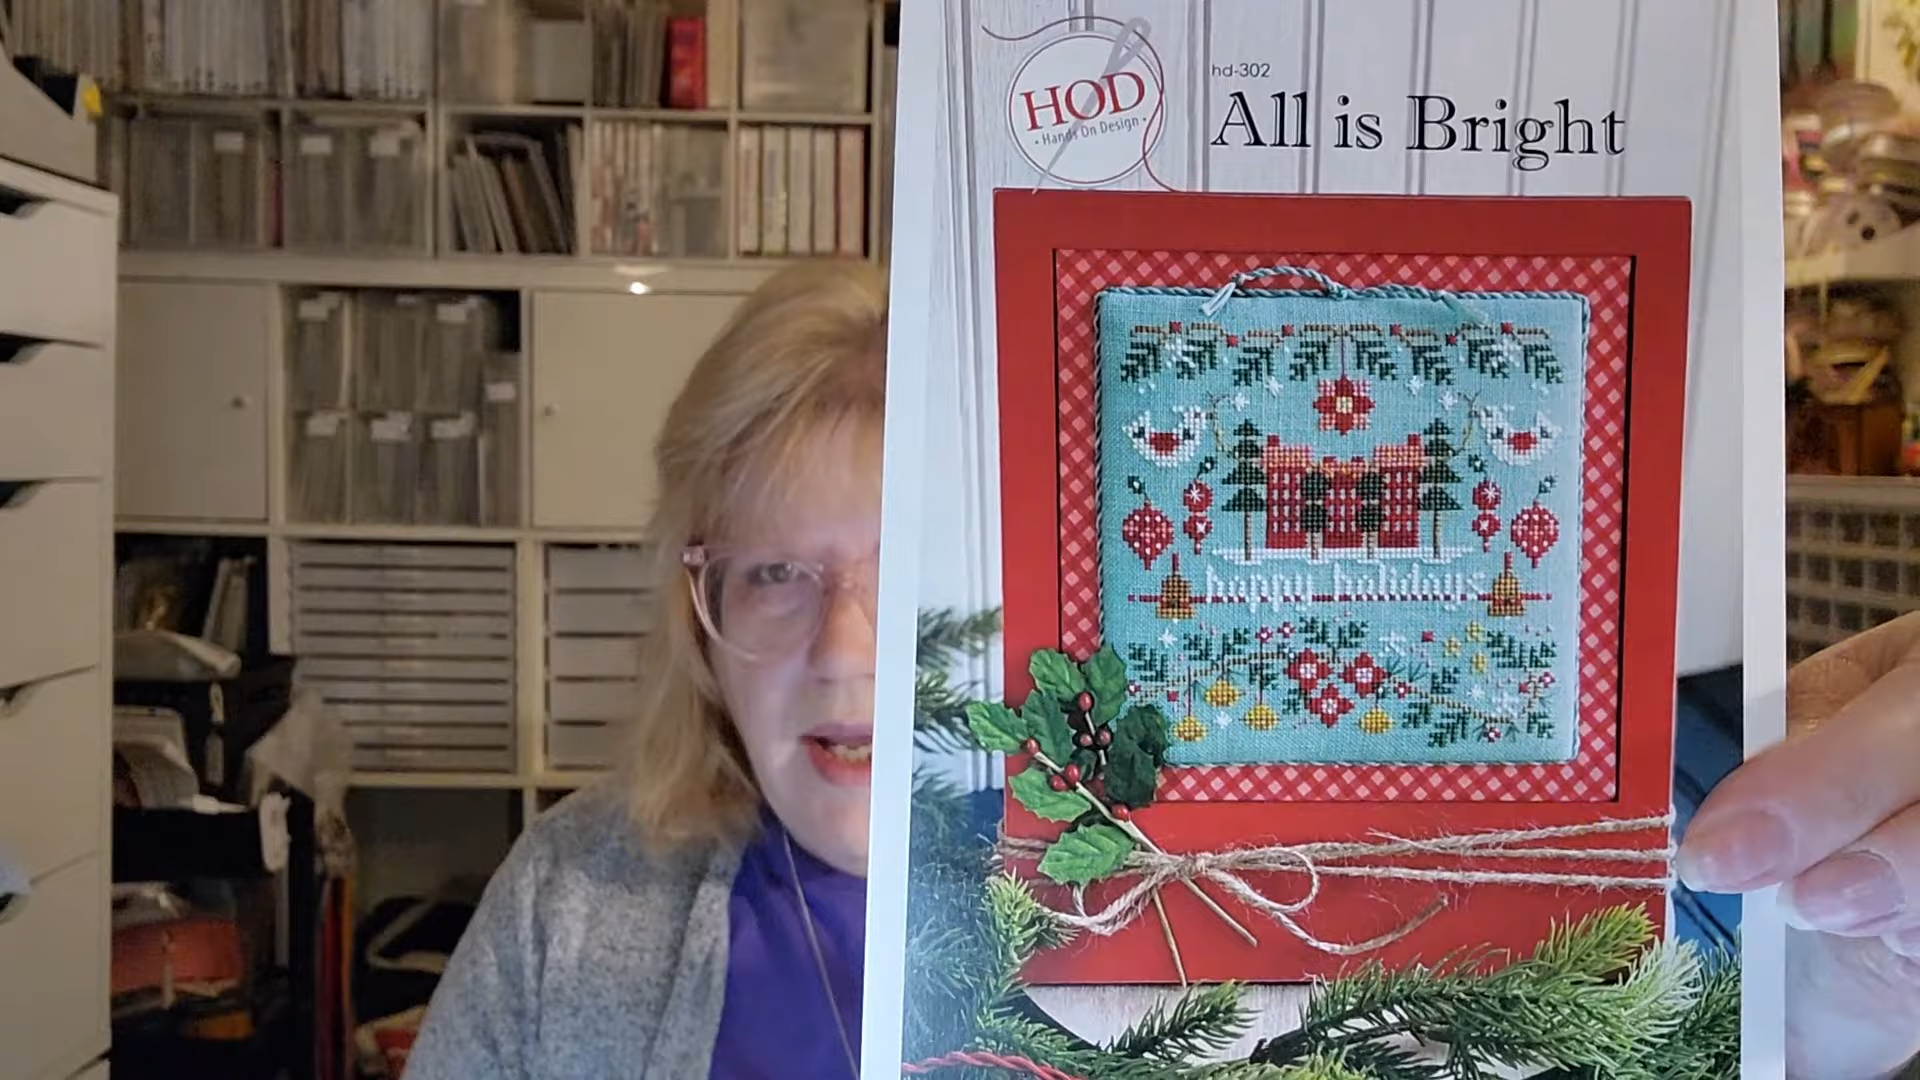 HOD
• Hands On Design •
hd-302
All is Bright
happy holidays